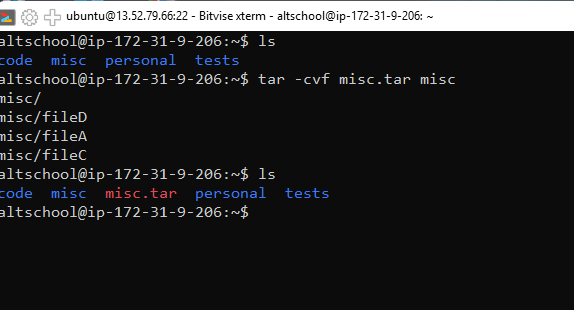 ubuntu@13.52.79.66:22 - Bitvise xterm - altschool@ip-172-31-9-206: ~
altschool@ip-172-31-9-206:~$ ls
code misc personal tests
altschool@ip-172-31-9-206:~$ tar -cvf misc.tar misc
misc/
misc/fileD
misc/fileA
misc/fileC
altschool@ip-172-31-9-206:~$ ls
code misc misc.tar personal tests
altschool@ip-172-31-9-206:~$